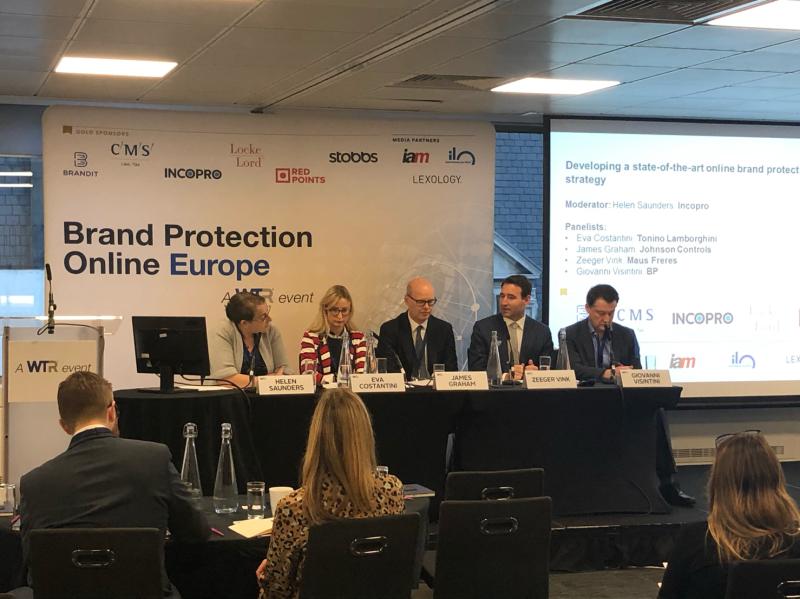 GOLD SPONSORS
BRANDIT
C'M'S'
Law . Tax
INCOPRO
Locke
Lord
RED
POINTS
stobbs
MEDIA PARTNERS
iam
LEXOLOGY
Brand Protection
Online Europe
A WTR event
Developing a state-of-the-art online brand protect
strategy
Moderator: Helen Saunders Incopro
Panelists:
• Eva Costantini Tonino Lamborghini
• James Graham Johnson Controls
• Zeeger Vink Maus Freres
• Giovanni Visintini BP
CMS
INCOPRO
iam
A WTR event
HELEN
SAUNDERS
EVA
COSTANTINI
JAMES
GRAHAM
ZEEGER VINK
GIOVANNI
VISINTINI